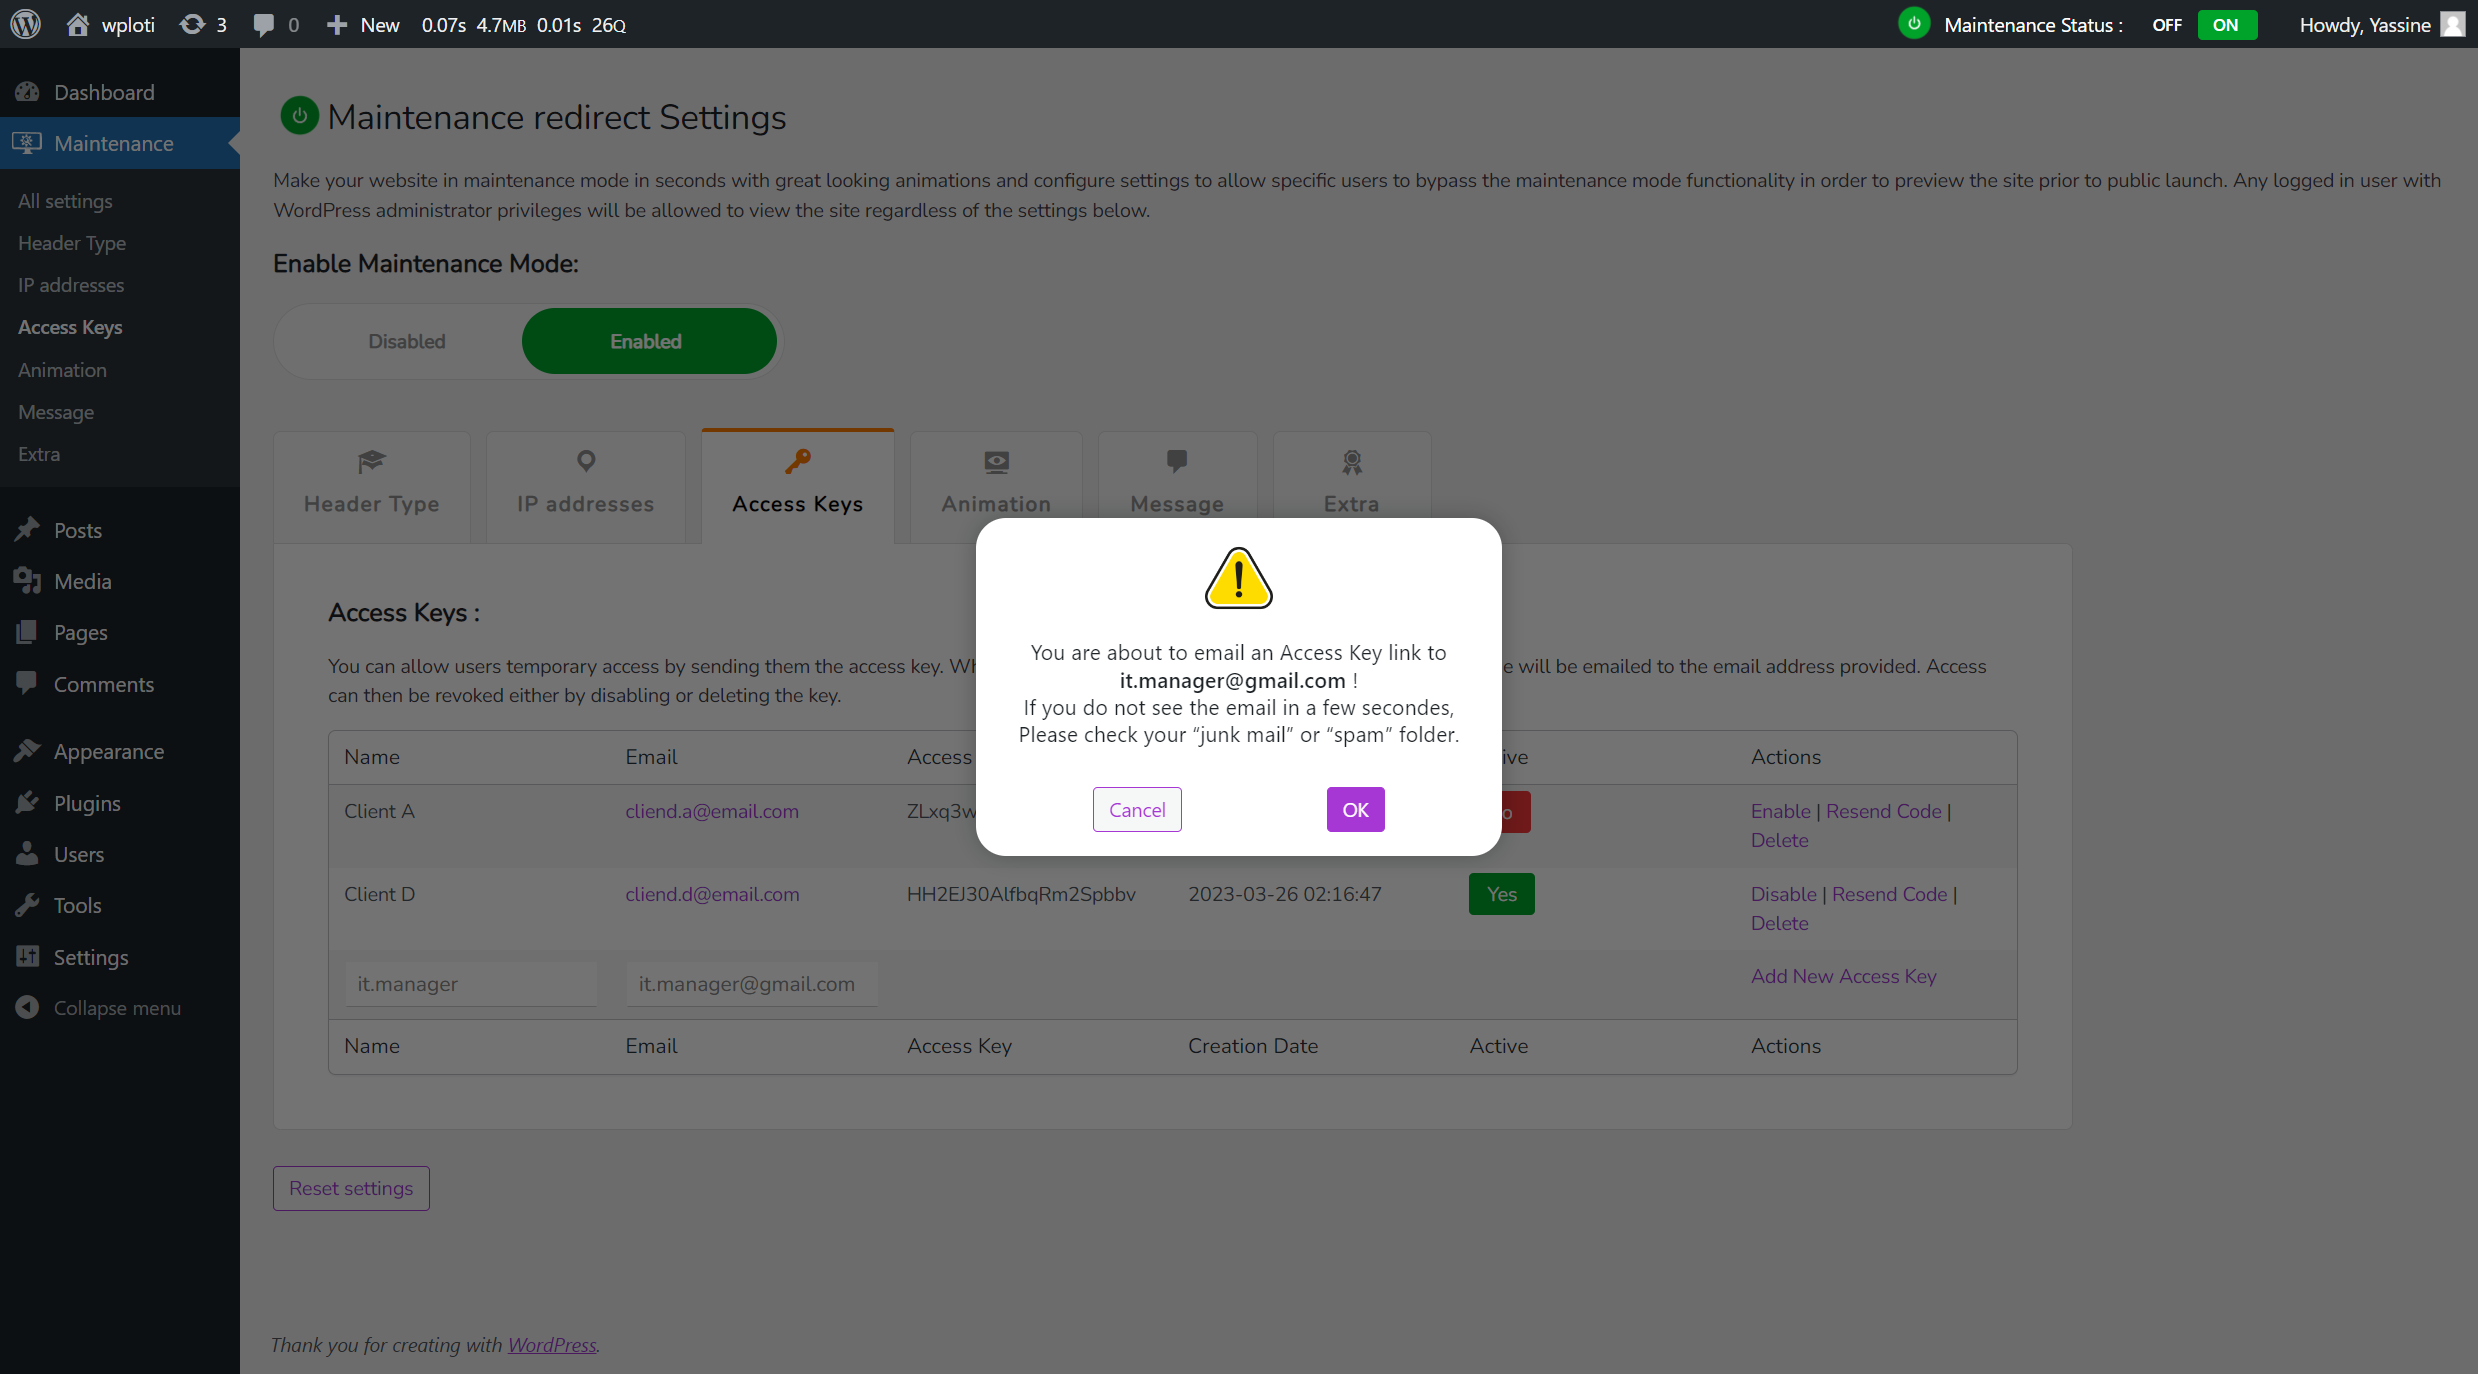 wploti 3 0 New 0.07s 4.7MB 0.01s 26Q Maintenance Status : OFF ON Howdy, Yassine
Dashboard
Maintenance
All settings
Header Type
IP addresses
Access Keys
Animation
Message
Extra
Posts
Media
Pages
Comments
Appearance
Plugins
Users
Tools
Settings
Collapse menu
Maintenance redirect Settings
Make your website in maintenance mode in seconds with great looking animations and configure settings to allow specific users to bypass the maintenance mode functionality in order to preview the site prior to public launch. Any logged in user with
WordPress administrator privileges will be allowed to view the site regardless of the settings below.
Enable Maintenance Mode:
Disabled Enabled
Header Type IP addresses Access Keys Animation Message Extra
Access Keys :
You can allow users temporary access by sending them the access key. will be emailed to the email address provided. Access
can then be revoked either by disabling or deleting the key.
Name Email Access Actions
Client A cliend.a@email.com Enable | Resend Code |
Delete
Client D cliend.d@email.com HH2EJ30AlfbqRm2Spbbv 2023-03-26 02:16:47 Yes Disable | Resend Code |
Delete
it.manager it.manager@gmail.com Add New Access Key
Name Email Access Key Creation Date Active Actions
You are about to email an Access Key link to
it.manager@gmail.com !
If you do not see the email in a few secondes,
Please check your “junk mail” or “spam” folder.
Cancel OK
Reset settings
Thank you for creating with WordPress.